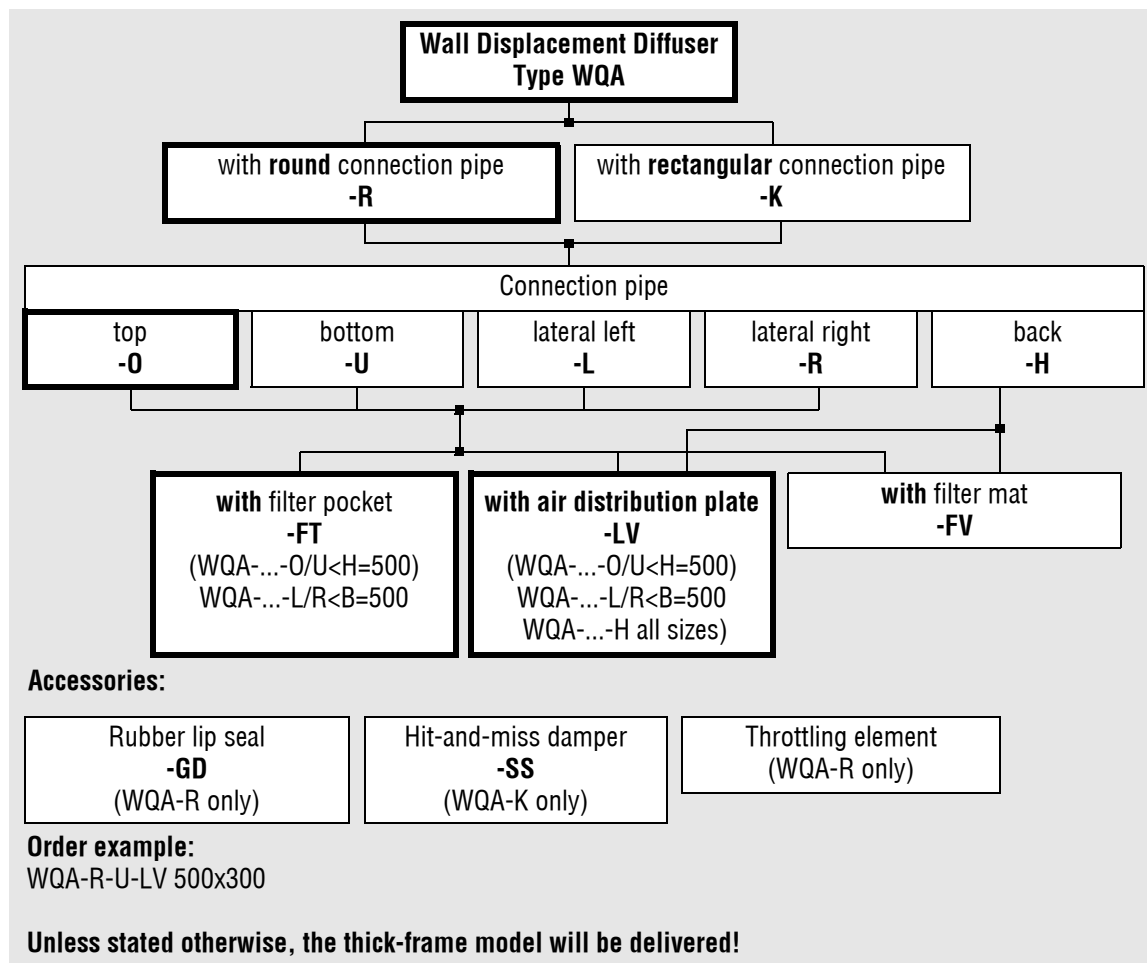 Wall Displacement Diffuser
Type WQA
with round connection pipe
-R
with rectangular connection pipe
-K
Connection pipe
top
-O
bottom
-U
lateral left
-L
lateral right
-R
back
-H
with filter pocket
-FT
(WQA-...-O/U<H=500)
WQA-...-L/R<B=500
with air distribution plate
-LV
(WQA-...-O/U<H=500)
WQA-...-L/R<B=500
WQA-...-H all sizes)
with filter mat
-FV
Accessories:
Rubber lip seal
-GD
(WQA-R only)
Hit-and-miss damper
-SS
(WQA-K only)
Throttling element
(WQA-R only)
Order example:
WQA-R-U-LV 500x300
Unless stated otherwise, the thick-frame model will be delivered!